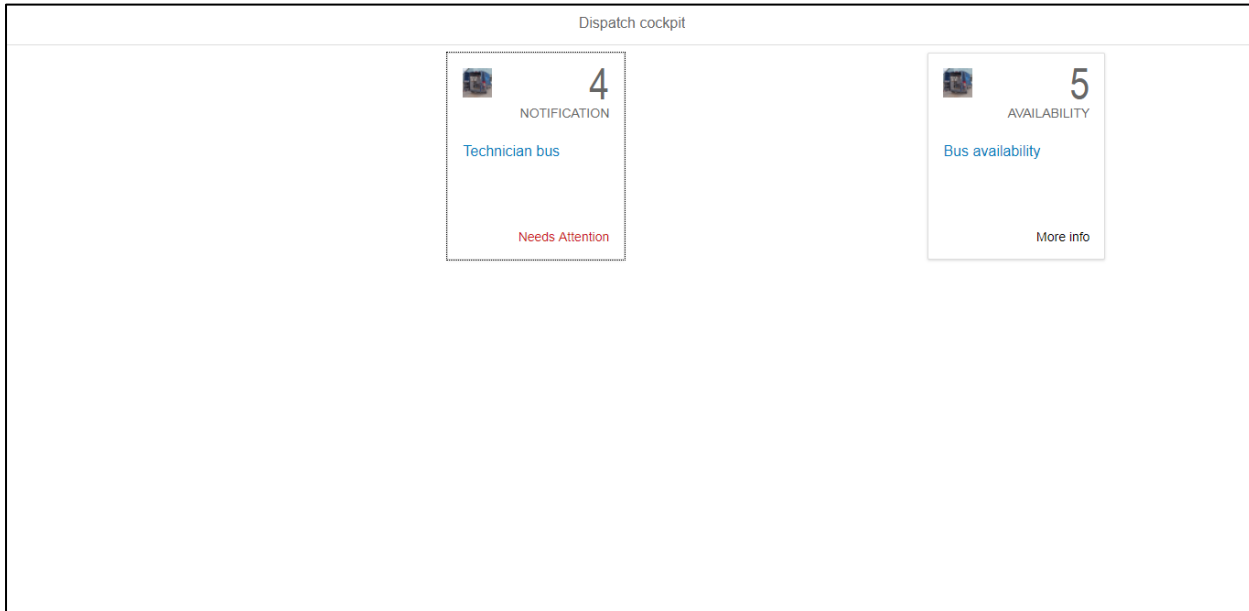 Dispatch cockpit
4
NOTIFICATION
Technician bus
Needs Attention
5
AVAILABILITY
Bus availability
More info